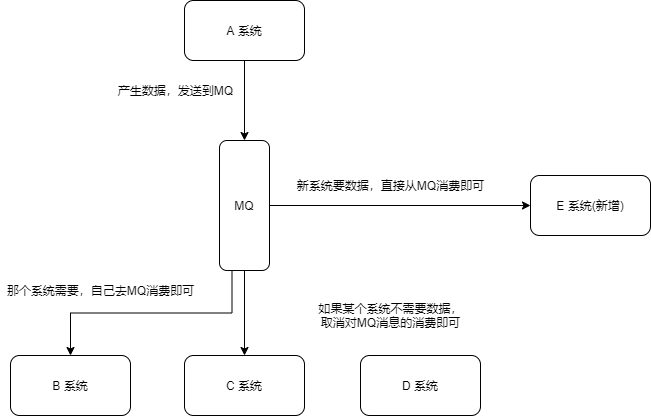 A 系统
产生数据，发送到MQ
MQ
新系统要数据，直接从MQ消费即可
E 系统(新增)
那个系统需要，自己去MQ消费即可
如果某个系统不需要数据，
取消对MQ消息的消费即可
B 系统
C 系统
D 系统